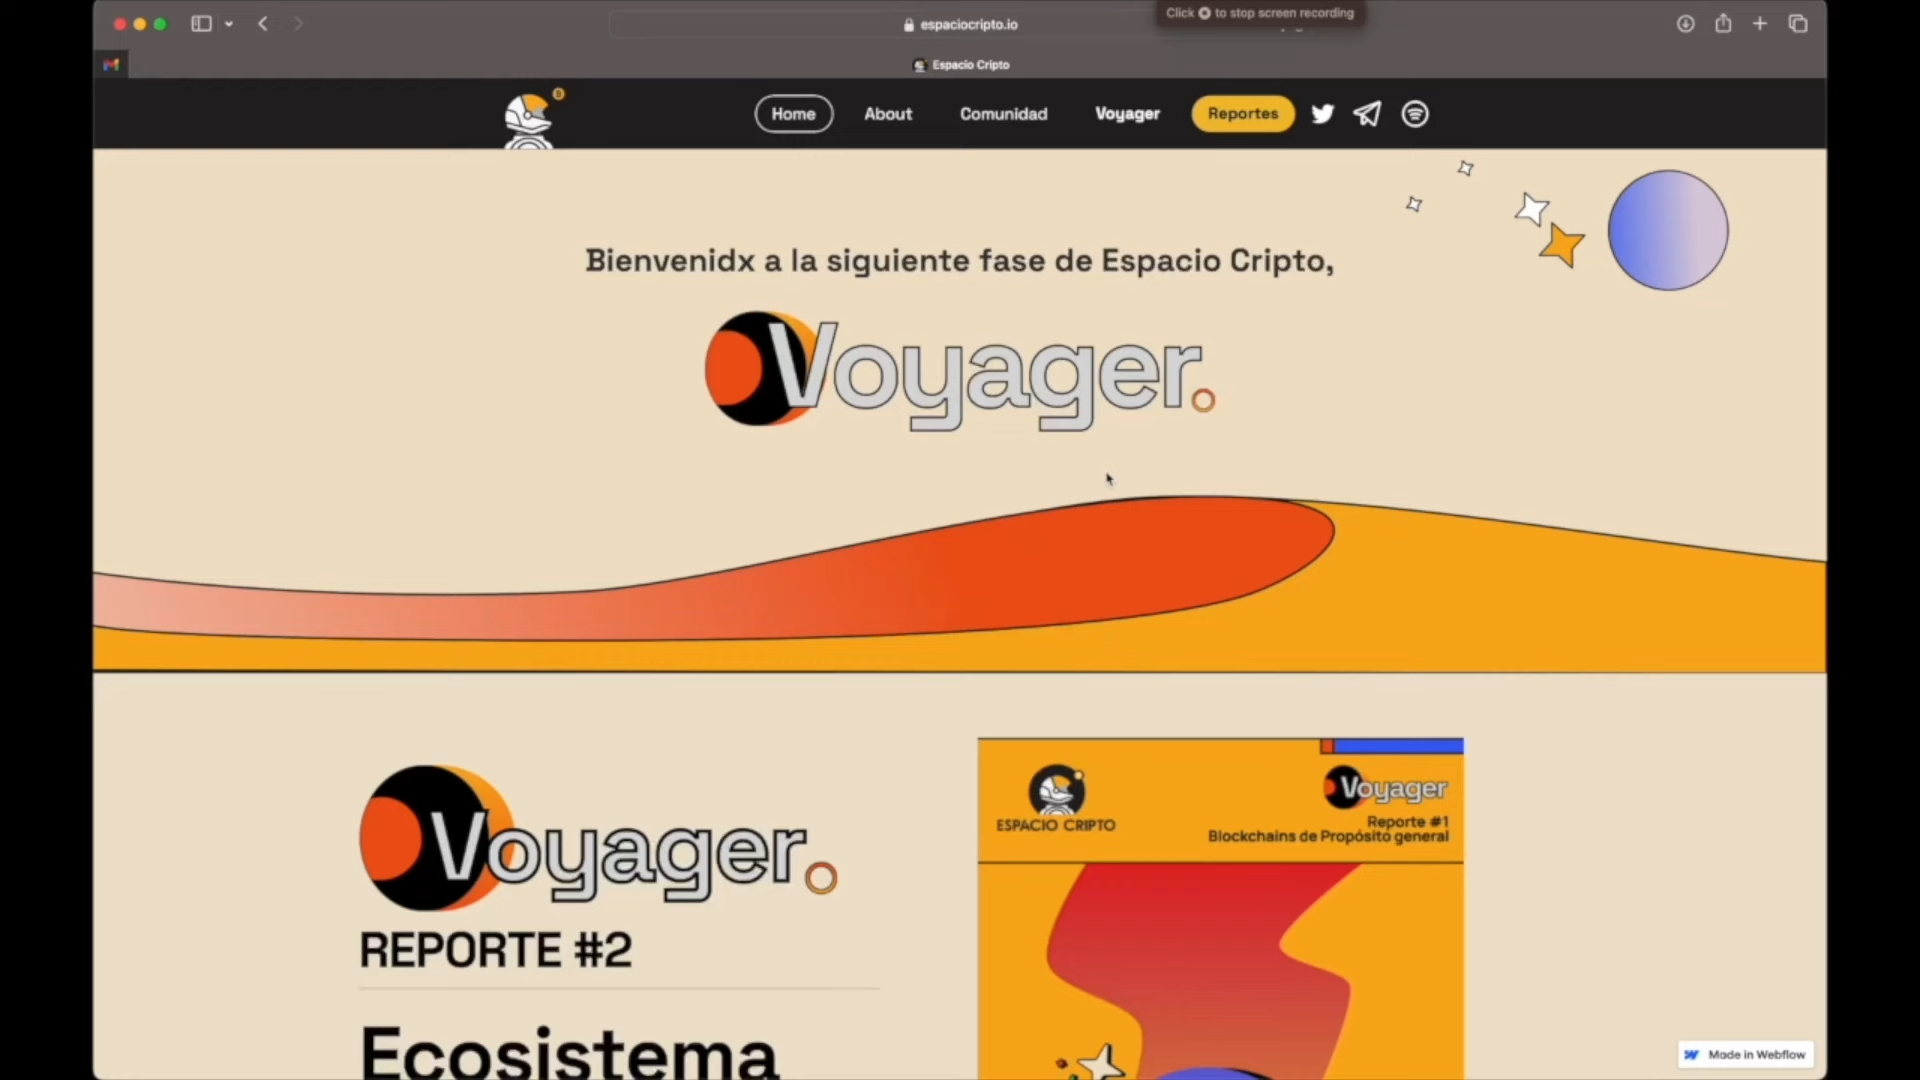 Click to stop screen recording
espaciocripto.io
Espacio Cripto
Home
About
Comunidad
Voyager
Reportes
Bienvenidx a la siguiente fase de Espacio Cripto,
Voyager.
Voyager.
REPORTE #2
Ecosistema
ESPACIO CRIPTO
Voyager
Reporte #1
Blockchains de Propósito general
Made in Webflow